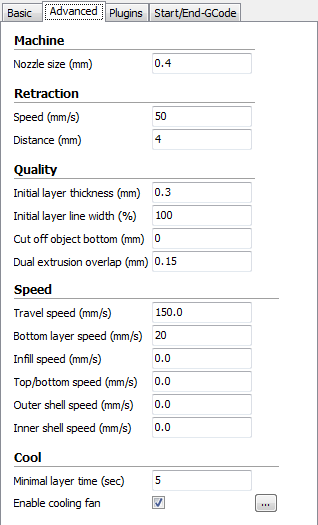 Basic Advanced Plugins Start/End-GCode
Machine
Nozzle size (mm) 0.4
Retraction
Speed (mm/s) 50
Distance (mm) 4
Quality
Initial layer thickness (mm) 0.3
Initial layer line width (%) 100
Cut off object bottom (mm) 0
Dual extrusion overlap (mm) 0.15
Speed
Travel speed (mm/s) 150.0
Bottom layer speed (mm/s) 20
Infill speed (mm/s) 0.0
Top/bottom speed (mm/s) 0.0
Outer shell speed (mm/s) 0.0
Inner shell speed (mm/s) 0.0
Cool
Minimal layer time (sec) 5
Enable cooling fan ...